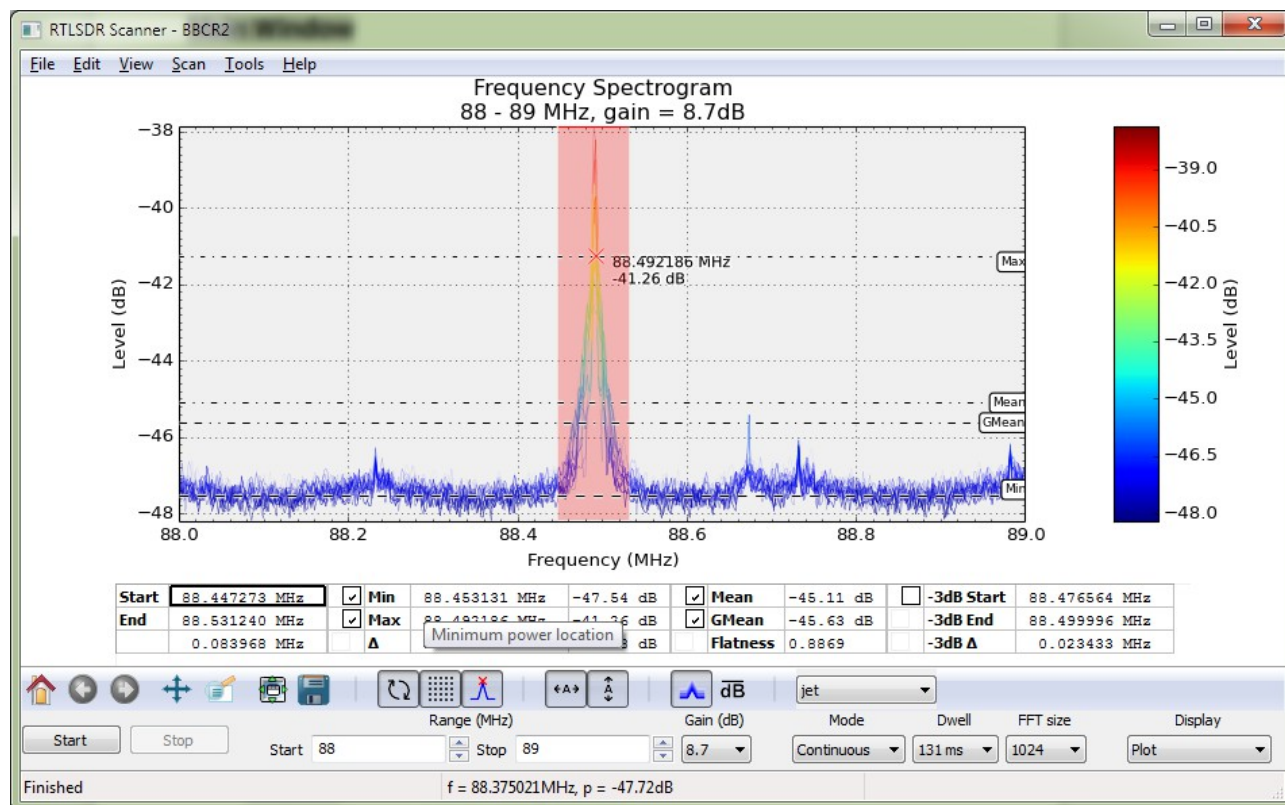 RTLSDR Scanner - BBCR2
File Edit View Scan Tools Help
Frequency Spectrogram
88 - 89 MHz, gain = 8.7dB
Level (dB)
−38
−40
−42
−44
−46
−48
88.0 88.2 88.4 88.6 88.8 89.0
Frequency (MHz)
88.492186 MHz
-41.26 dB
Max
Mean
GMean
Min
−39.0
−40.5
−42.0
−43.5
−45.0
−46.5
−48.0
Level (dB)
Start 88.447273 MHz Min 88.453131 MHz -47.54 dB Mean -45.11 dB -3dB Start 88.476564 MHz
End 88.531240 MHz Max 88.492186 MHz -41.26 dB GMean -45.63 dB -3dB End 88.499996 MHz
0.083968 MHz Δ dB Flatness 0.8869 -3dB Δ 0.023433 MHz
Minimum power location
A A dB jet
Range (MHz) Gain (dB) Mode Dwell FFT size Display
Start Stop Start 88 Stop 89 8.7 Continuous 131 ms 1024 Plot
Finished f = 88.375021MHz, p = -47.72dB